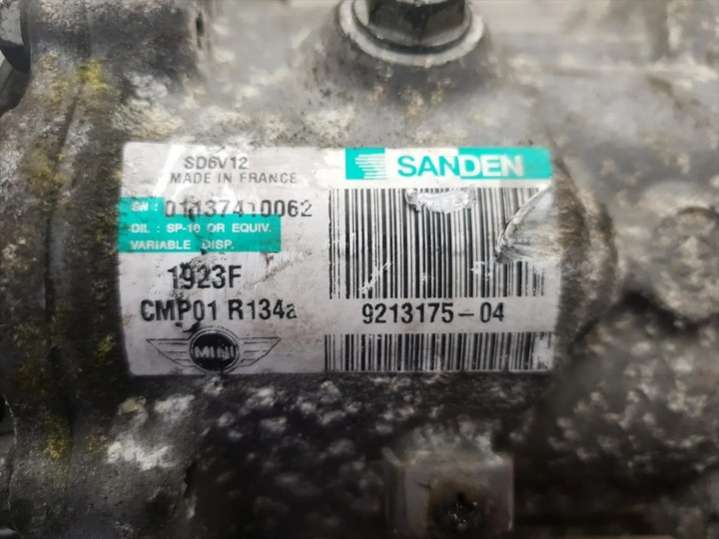 SD6V12
MADE IN FRANCE
SANDEN
SN : 01137410062
OIL : SP-10 OR EQUIV.
VARIABLE DISP.
1923F
CMP01 R134a
9213175-04
MINI